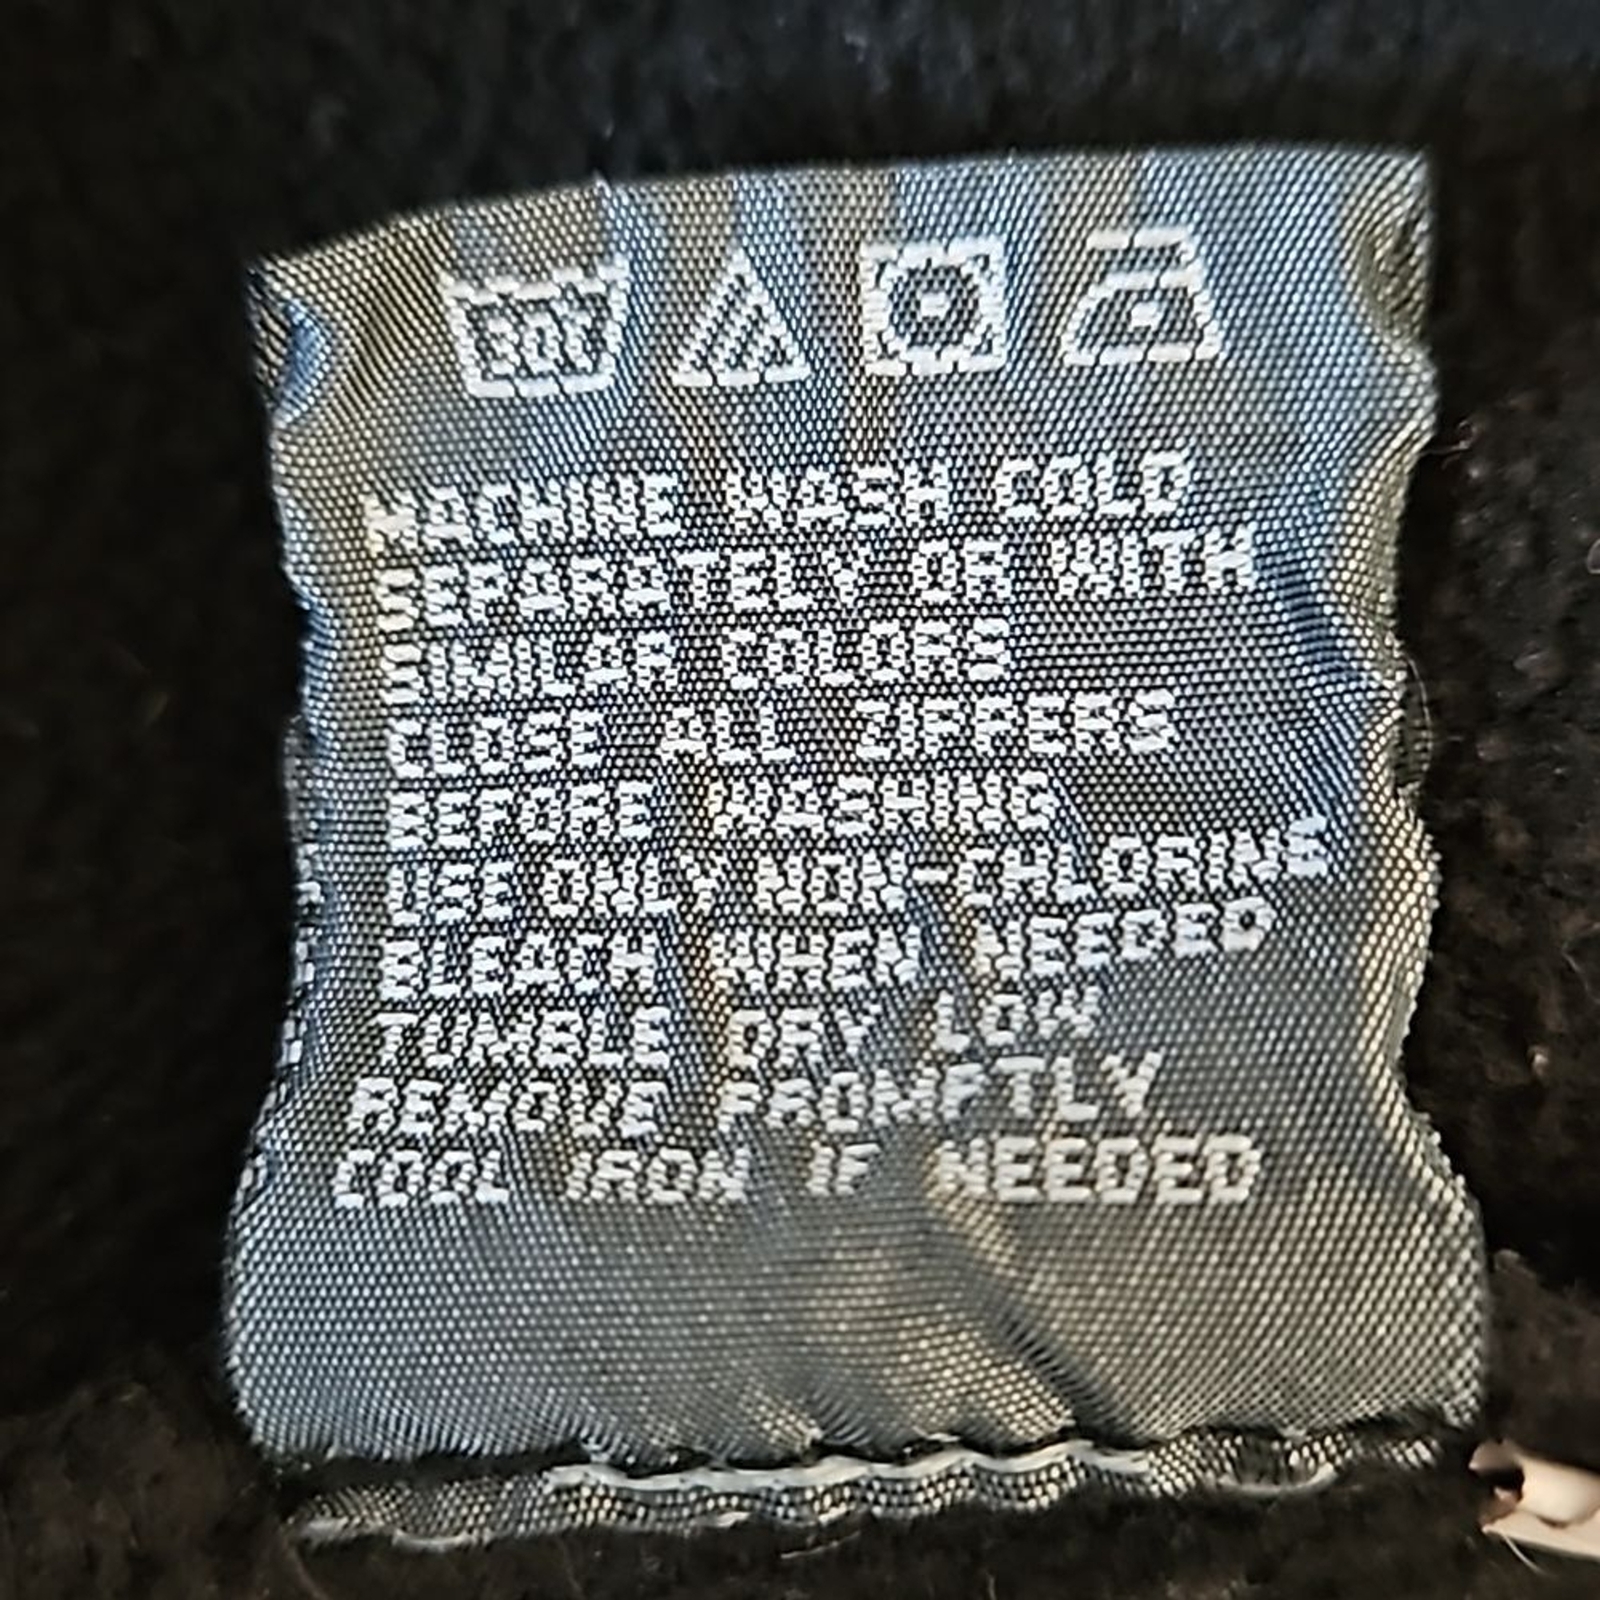 30°
MACHINE WASH COLD
SEPARATELY OR WITH
SIMILAR COLORS
CLOSE ALL ZIPPERS
BEFORE WASHING
USE ONLY NON-CHLORINE
BLEACH WHEN NEEDED
TUMBLE DRY LOW
REMOVE PROMPTLY
COOL IRON IF NEEDED